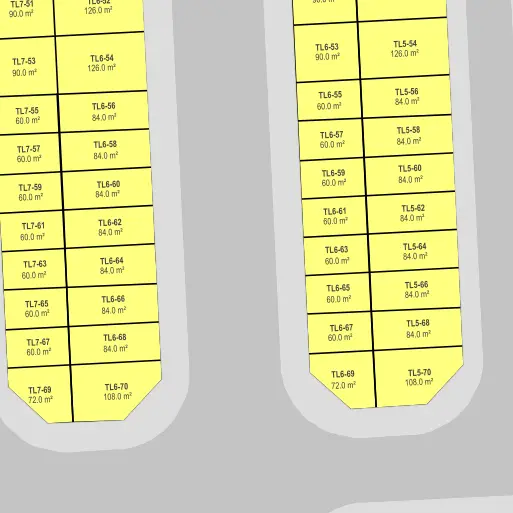 TL7-51
90.0 m²
TL6-52
126.0 m²
TL7-53
90.0 m²
TL6-54
126.0 m²
TL7-55
60.0 m²
TL6-56
84.0 m²
TL7-57
60.0 m²
TL6-58
84.0 m²
TL7-59
60.0 m²
TL6-60
84.0 m²
TL7-61
60.0 m²
TL6-62
84.0 m²
TL7-63
60.0 m²
TL6-64
84.0 m²
TL7-65
60.0 m²
TL6-66
84.0 m²
TL7-67
60.0 m²
TL6-68
84.0 m²
TL7-69
72.0 m²
TL6-70
108.0 m²
90.0 m²
TL6-53
90.0 m²
TL5-54
126.0 m²
TL6-55
60.0 m²
TL5-56
84.0 m²
TL6-57
60.0 m²
TL5-58
84.0 m²
TL6-59
60.0 m²
TL5-60
84.0 m²
TL6-61
60.0 m²
TL5-62
84.0 m²
TL6-63
60.0 m²
TL5-64
84.0 m²
TL6-65
60.0 m²
TL5-66
84.0 m²
TL6-67
60.0 m²
TL5-68
84.0 m²
TL6-69
72.0 m²
TL5-70
108.0 m²